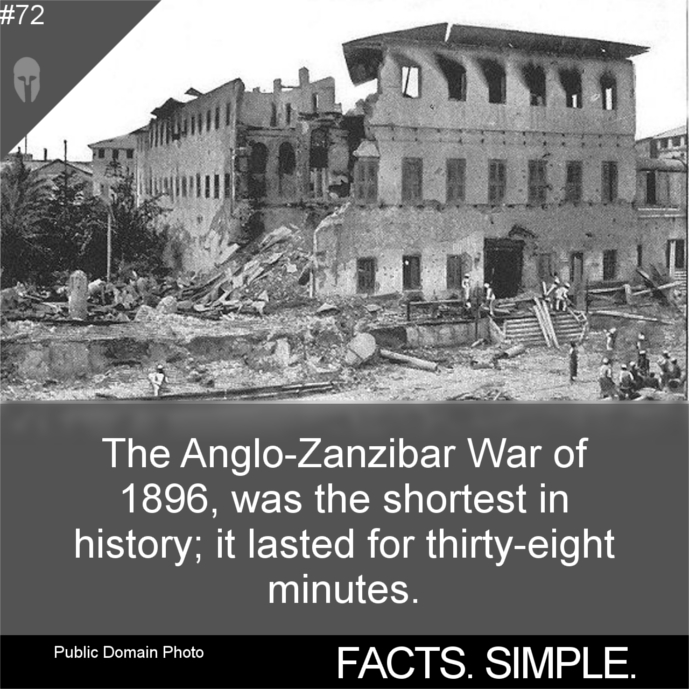 #72
The Anglo-Zanzibar War of
1896, was the shortest in
history; it lasted for thirty-eight
minutes.
Public Domain Photo
FACTS. SIMPLE.